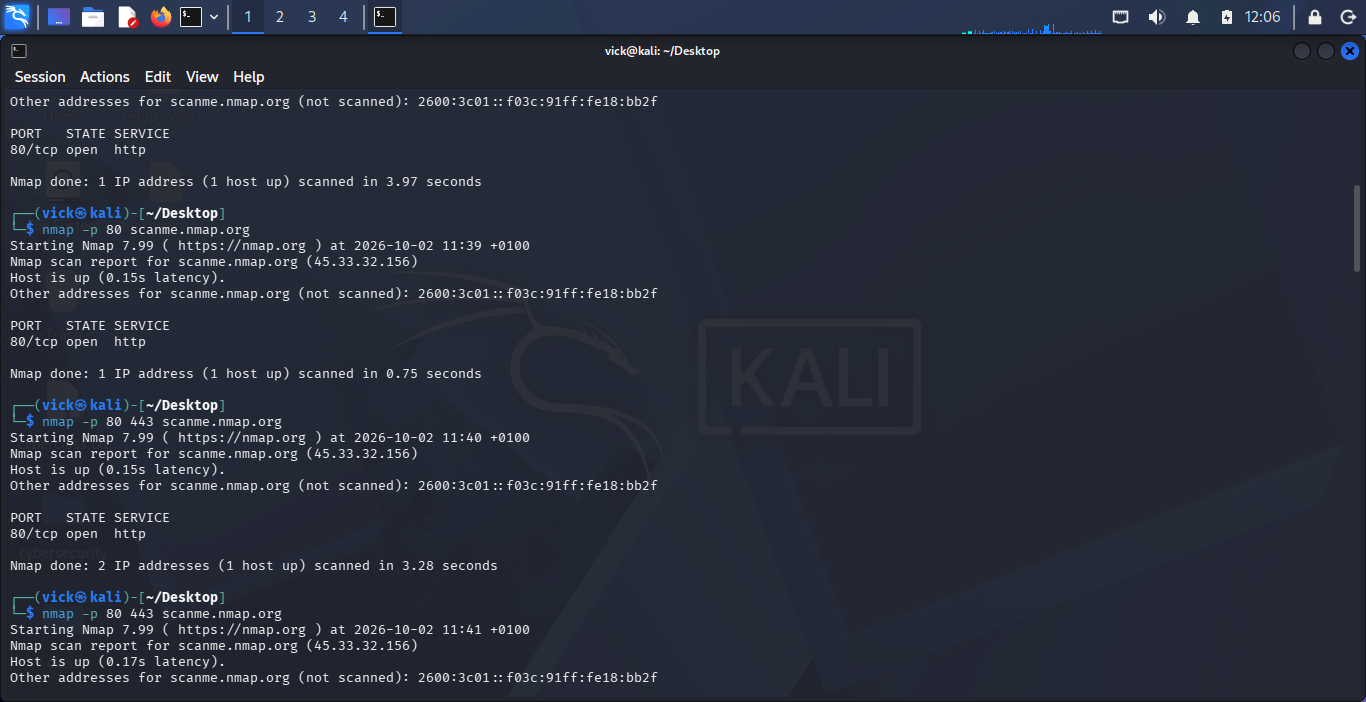 1 2 3 4 12:06
vick@kali: ~/Desktop
Session Actions Edit View Help
Other addresses for scanme.nmap.org (not scanned): 2600:3c01::f03c:91ff:fe18:bb2f
PORT   STATE SERVICE
80/tcp open  http
Nmap done: 1 IP address (1 host up) scanned in 3.97 seconds
┌──(vick㉿kali)-[~/Desktop]
└─$ nmap -p 80 scanme.nmap.org
Starting Nmap 7.99 ( https://nmap.org ) at 2026-10-02 11:39 +0100
Nmap scan report for scanme.nmap.org (45.33.32.156)
Host is up (0.15s latency).
Other addresses for scanme.nmap.org (not scanned): 2600:3c01::f03c:91ff:fe18:bb2f
PORT   STATE SERVICE
80/tcp open  http
Nmap done: 1 IP address (1 host up) scanned in 0.75 seconds
┌──(vick㉿kali)-[~/Desktop]
└─$ nmap -p 80 443 scanme.nmap.org
Starting Nmap 7.99 ( https://nmap.org ) at 2026-10-02 11:40 +0100
Nmap scan report for scanme.nmap.org (45.33.32.156)
Host is up (0.15s latency).
Other addresses for scanme.nmap.org (not scanned): 2600:3c01::f03c:91ff:fe18:bb2f
PORT   STATE SERVICE
80/tcp open  http
cybersecurity
Nmap done: 2 IP addresses (1 host up) scanned in 3.28 seconds
┌──(vick㉿kali)-[~/Desktop]
└─$ nmap -p 80 443 scanme.nmap.org
Starting Nmap 7.99 ( https://nmap.org ) at 2026-10-02 11:41 +0100
Nmap scan report for scanme.nmap.org (45.33.32.156)
Host is up (0.17s latency).
Other addresses for scanme.nmap.org (not scanned): 2600:3c01::f03c:91ff:fe18:bb2f
KALI